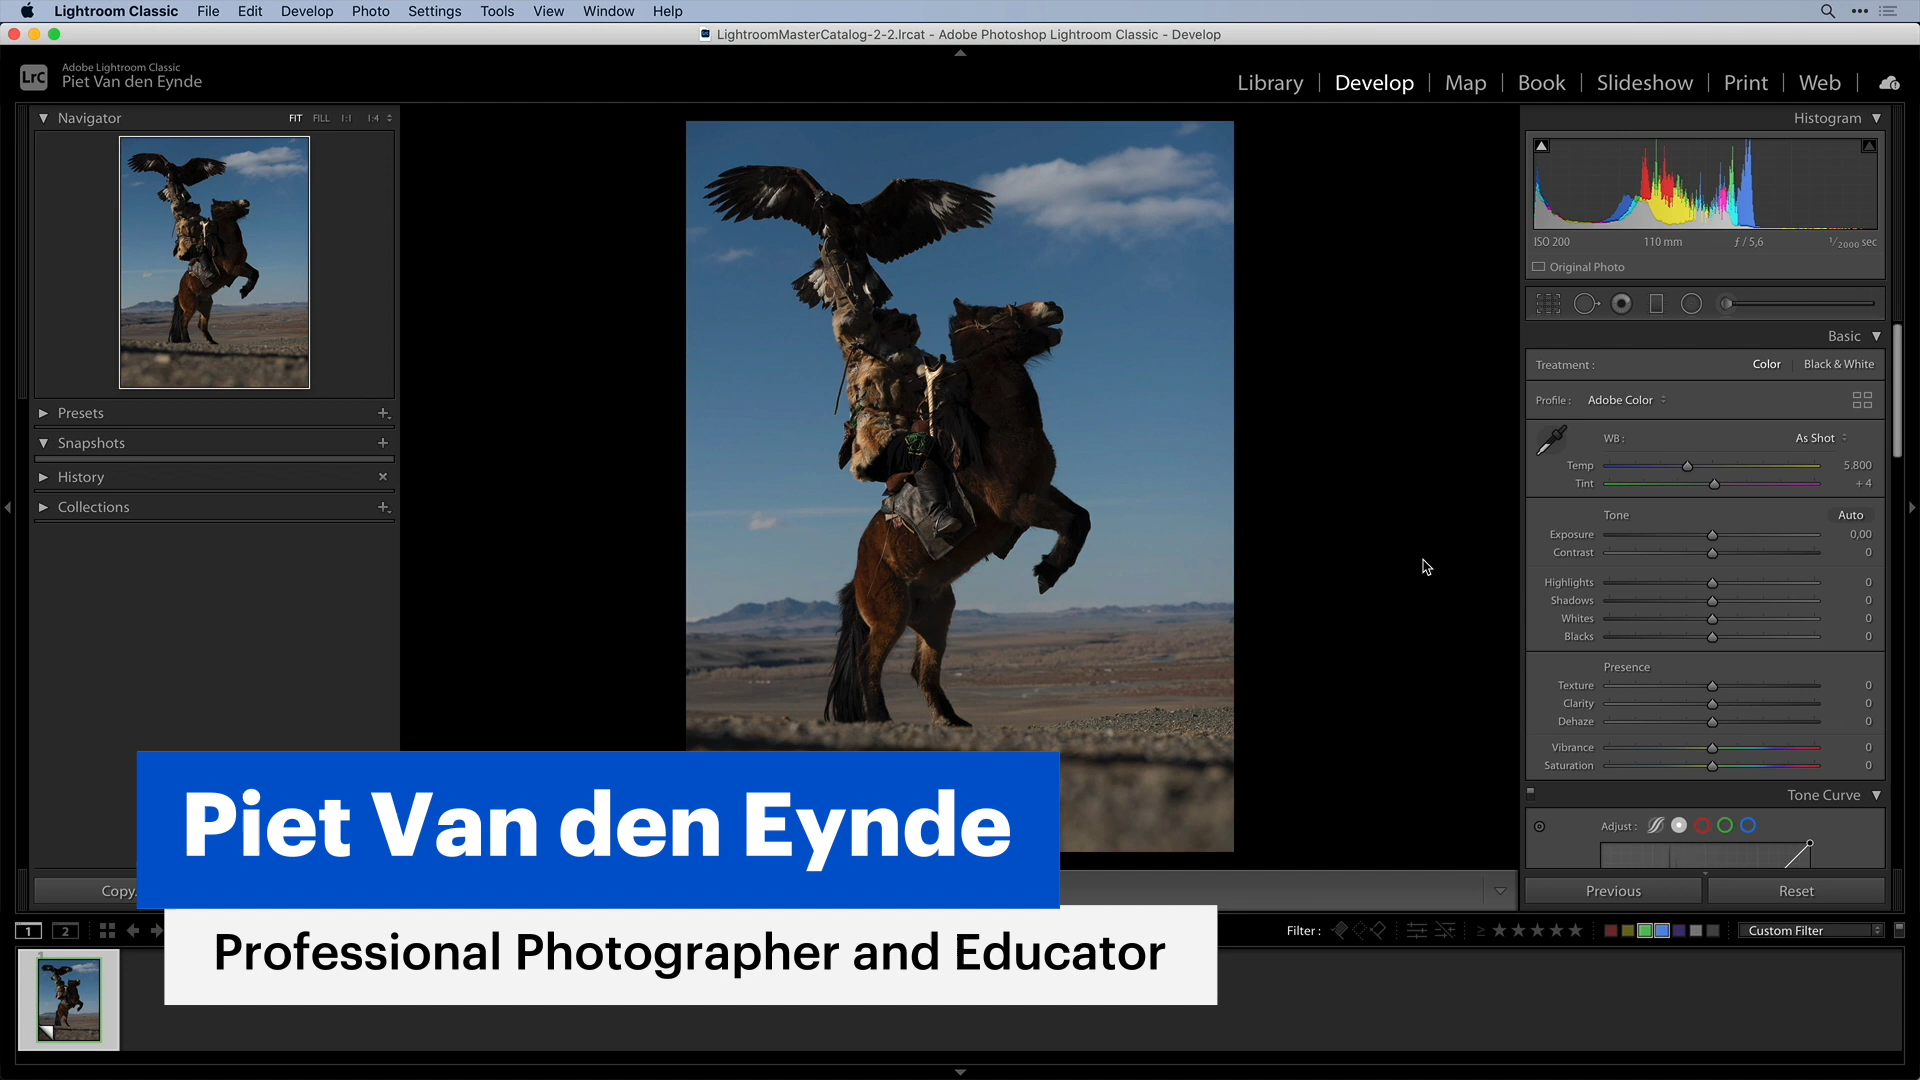 Lightroom Classic File Edit Develop Photo Settings Tools View Window Help
LightroomMasterCatalog-2-2.lrcat - Adobe Photoshop Lightroom Classic - Develop
LrC
Adobe Lightroom Classic
Piet Van den Eynde
Library | Develop | Map | Book | Slideshow | Print | Web |
Navigator FIT FILL 1:1 1:4
Presets
Snapshots
History
Collections
Copy.
Histogram
ISO 200 110 mm ƒ / 5,6 1/2000 sec
Original Photo
Basic
Treatment : Color Black & White
Profile : Adobe Color
WB : As Shot
Temp 5.800
Tint + 4
Tone Auto
Exposure 0,00
Contrast 0
Highlights 0
Shadows 0
Whites 0
Blacks 0
Presence
Texture 0
Clarity 0
Dehaze 0
Vibrance 0
Saturation 0
Tone Curve
Adjust :
Previous Reset
Piet Van den Eynde
Professional Photographer and Educator
1 2
Filter : ≥ Custom Filter